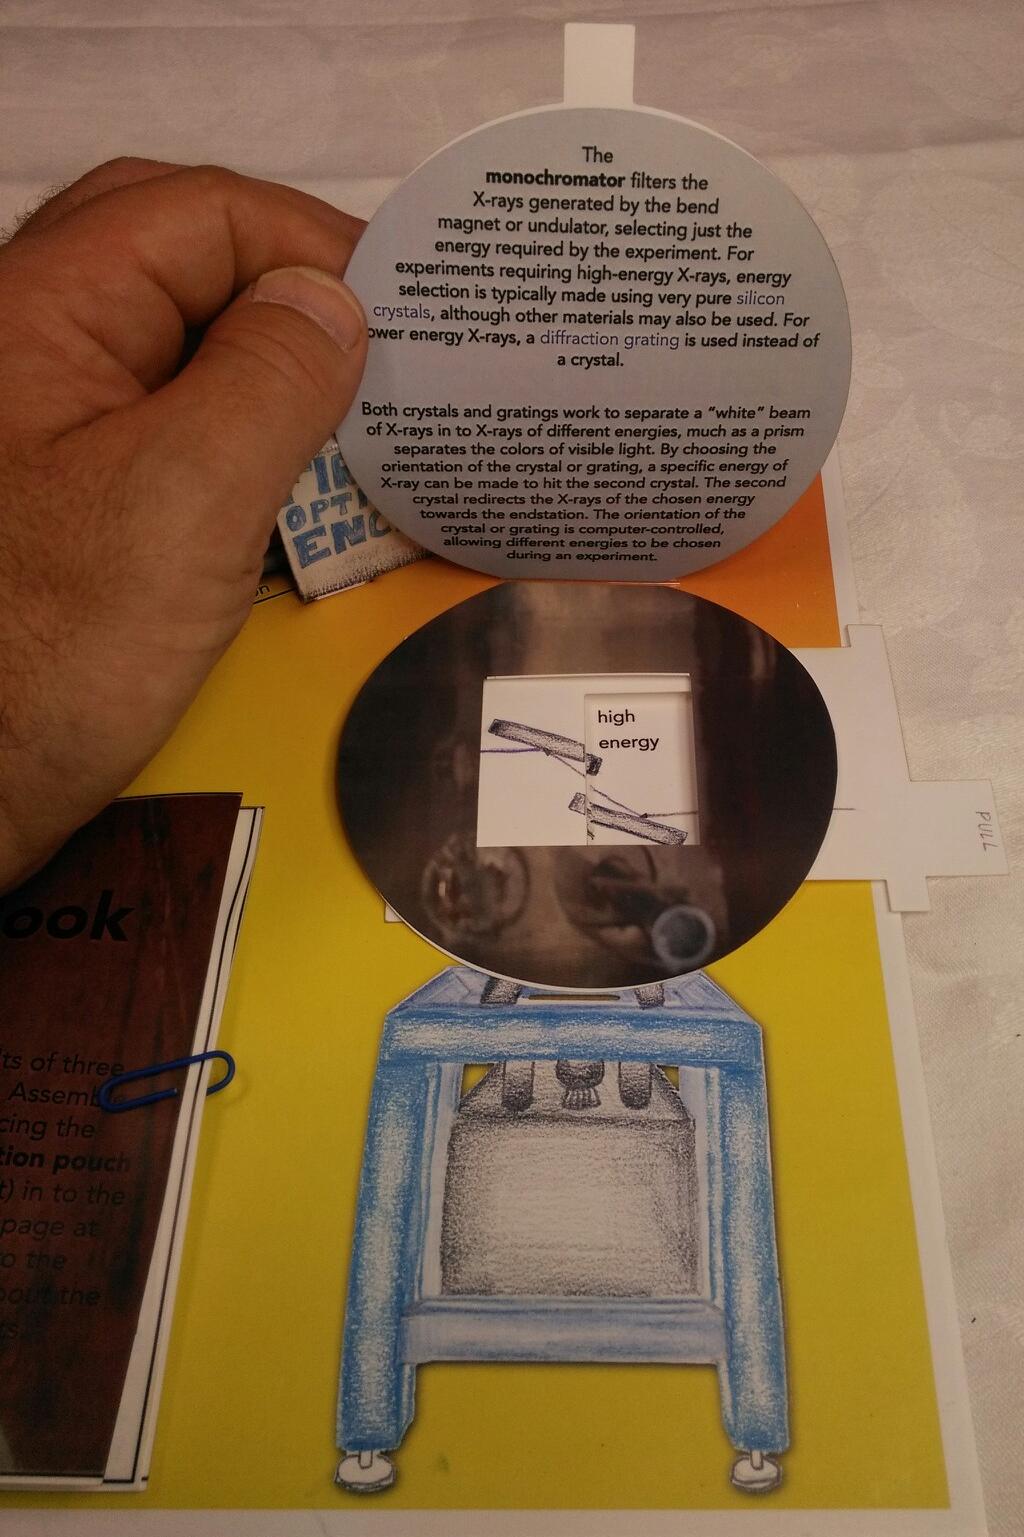 The
monochromator filters the
X-rays generated by the bend
magnet or undulator, selecting just the
energy required by the experiment. For
experiments requiring high-energy X-rays, energy
selection is typically made using very pure silicon
crystals, although other materials may also be used. For
ower energy X-rays, a diffraction grating is used instead of
a crystal.
Both crystals and gratings work to separate a “white” beam
of X-rays in to X-rays of different energies, much as a prism
separates the colors of visible light. By choosing the
orientation of the crystal or grating, a specific energy of
X-ray can be made to hit the second crystal. The second
crystal redirects the X-rays of the chosen energy
towards the endstation. The orientation of the
crystal or grating is computer-controlled,
allowing different energies to be chosen
during an experiment.
OPT
ENC
on
high
energy
PULL
ook
ts of three
Assemb
cing the
tion pouch
t) in to the
page at
o the
bout the
ts.